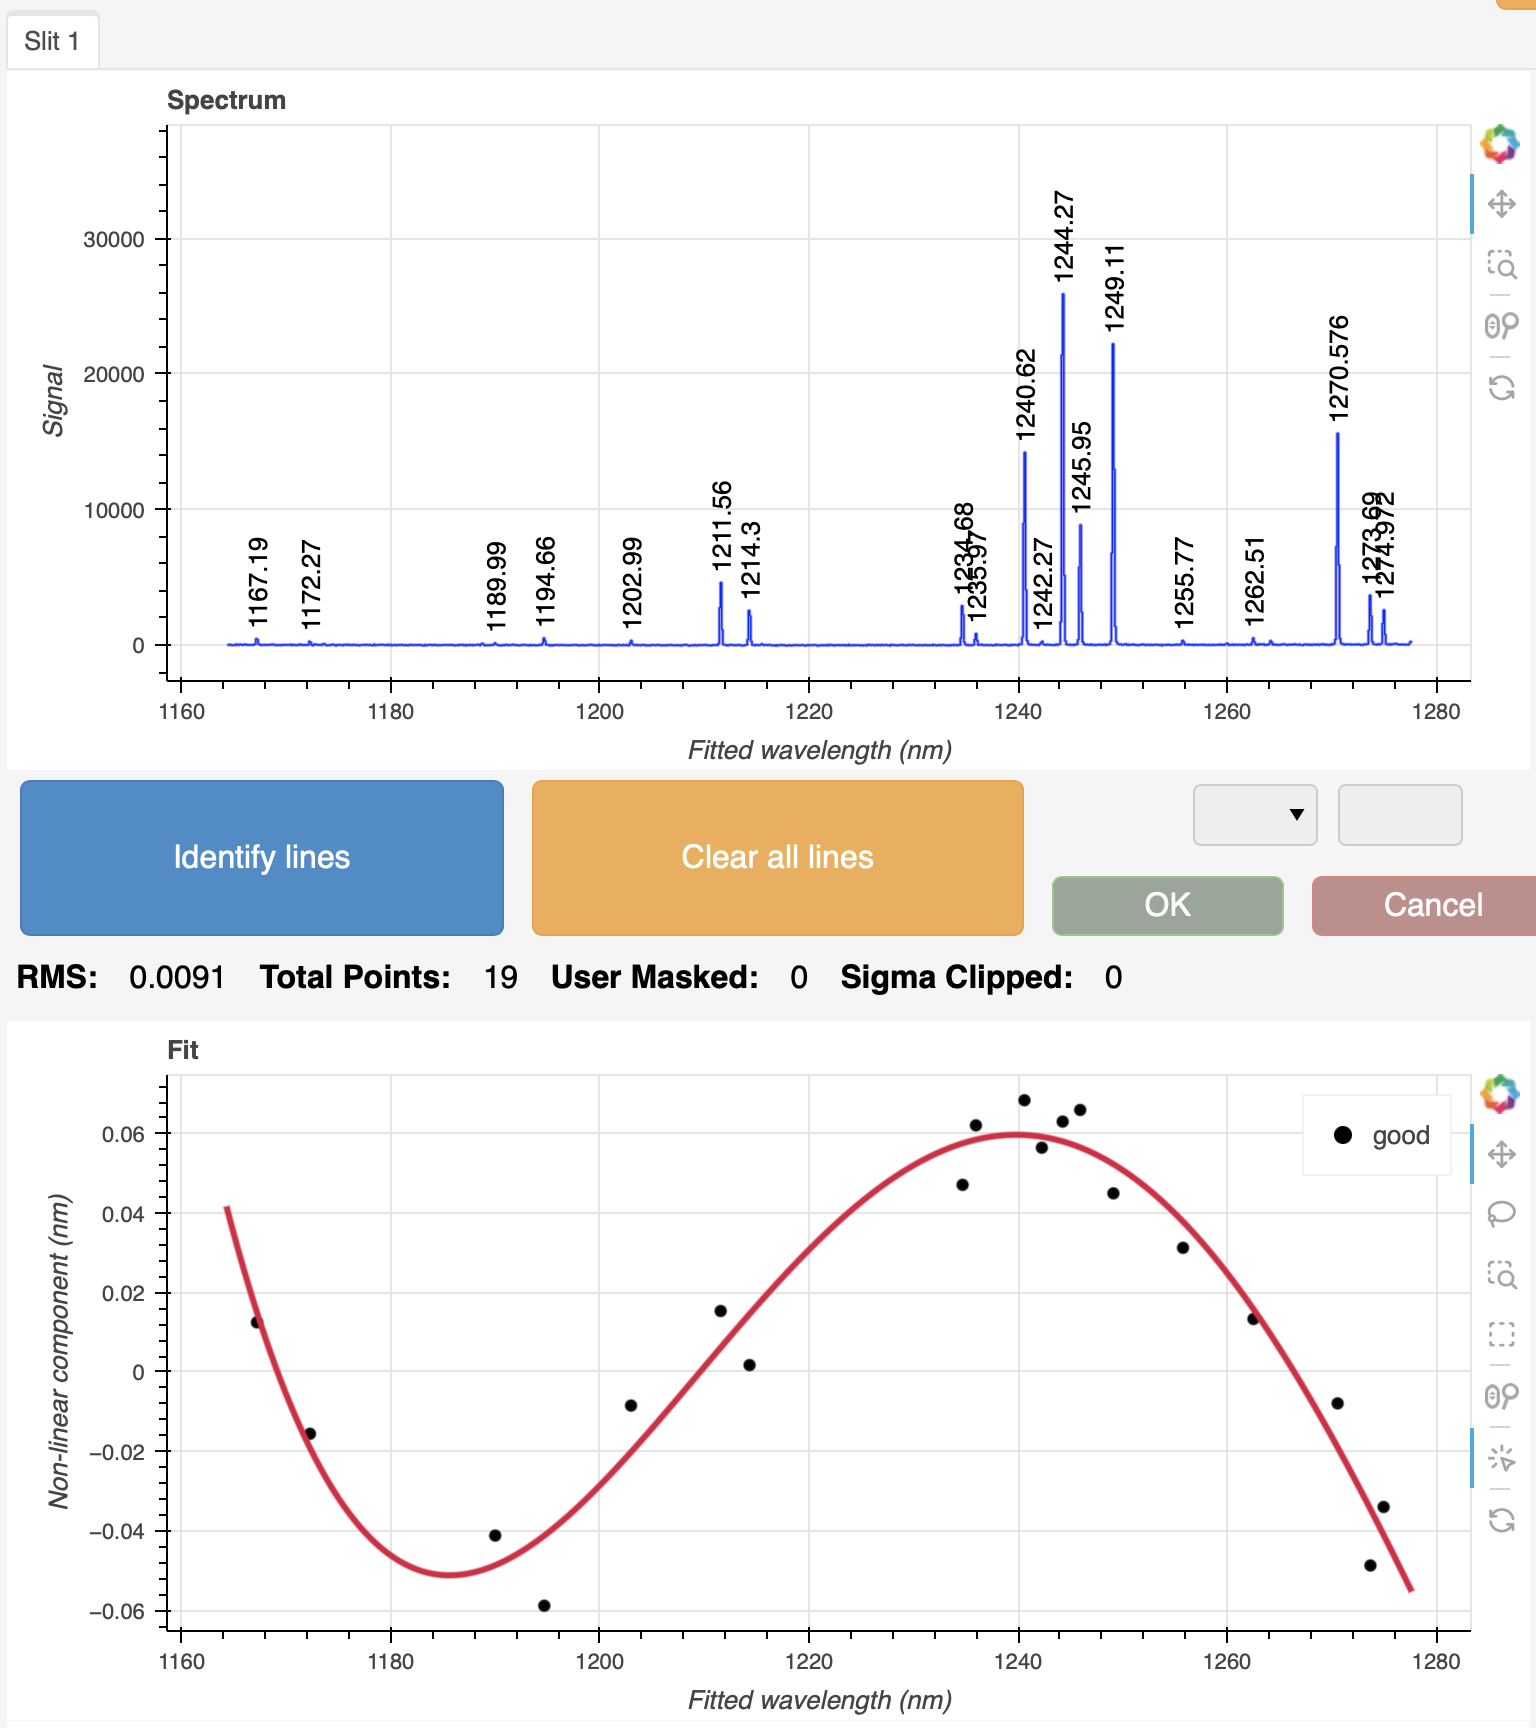 Slit 1
Spectrum
30000
20000
10000
0
Signal
1167.19
1172.27
1189.99
1194.66
1202.99
1211.56
1214.3
1234.68
1235.97
1240.62
1242.27
1244.27
1245.95
1249.11
1255.77
1262.51
1270.576
1273.69
1274.972
1160 1180 1200 1220 1240 1260 1280
Fitted wavelength (nm)
Identify lines
Clear all lines
OK
Cancel
RMS: 0.0091 Total Points: 19 User Masked: 0 Sigma Clipped: 0
Fit
good
0.06
0.04
0.02
0
−0.02
−0.04
−0.06
Non-linear component (nm)
1160 1180 1200 1220 1240 1260 1280
Fitted wavelength (nm)